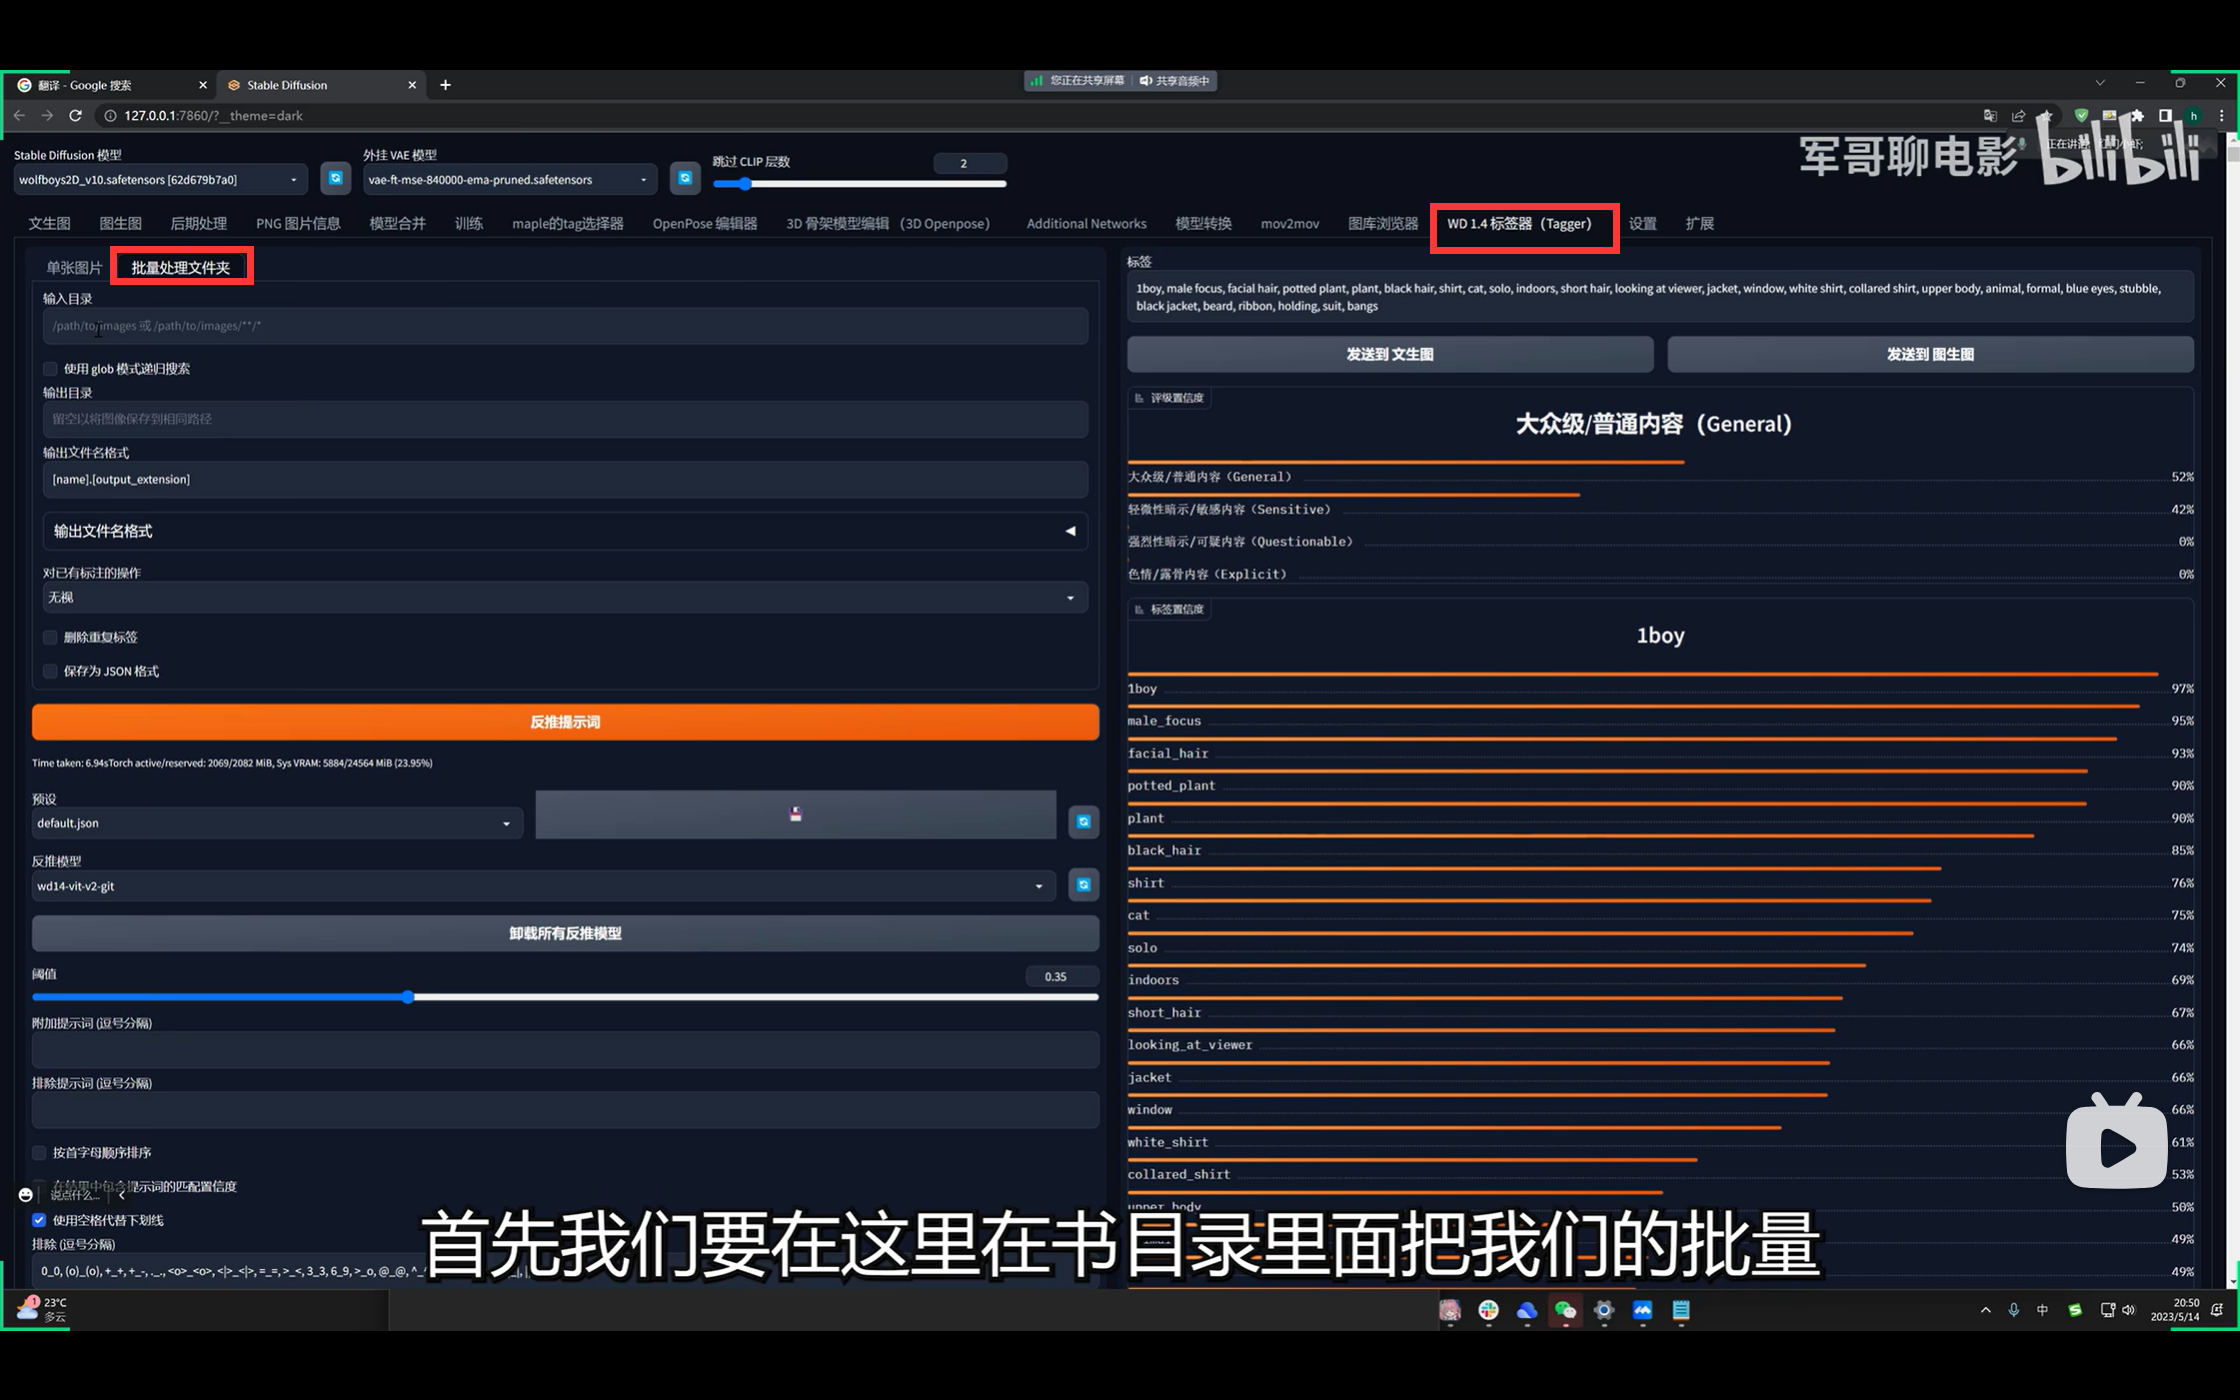 翻译 - Google 搜索
Stable Diffusion
您正在共享屏幕
共享音频中
127.0.0.1:7860/?__theme=dark
军哥聊电影
bilibili
Stable Diffusion 模型
wolfboys2D_v10.safetensors [62d679b7a0]
外挂 VAE 模型
vae-ft-mse-840000-ema-pruned.safetensors
跳过 CLIP 层数
2
文生图 图生图 后期处理 PNG 图片信息 模型合并 训练 maple的tag选择器 OpenPose 编辑器 3D 骨架模型编辑 (3D Openpose) Additional Networks 模型转换 mov2mov 图库浏览器 WD 1.4 标签器 (Tagger) 设置 扩展
单张图片 批量处理文件夹
输入目录
/path/to/images 或 /path/to/images/**/*
使用 glob 模式递归搜索
输出目录
留空以将图像保存到相同路径
输出文件名格式
[name].[output_extension]
输出文件名格式
对已有标注的操作
无视
删除重复标签
保存为 JSON 格式
反推提示词
Time taken: 6.94sTorch active/reserved: 2069/2082 MiB, Sys VRAM: 5884/24564 MiB (23.95%)
预设
default.json
反推模型
wd14-vit-v2-git
卸载所有反推模型
阈值
0.35
附加提示词 (逗号分隔)
排除提示词 (逗号分隔)
按首字母顺序排序
说点什么...
使用空格代替下划线
排除 (逗号分隔)
标签
1boy, male focus, facial hair, potted plant, plant, black hair, shirt, cat, solo, indoors, short hair, looking at viewer, jacket, window, white shirt, collared shirt, upper body, animal, formal, blue eyes, stubble,
black jacket, beard, ribbon, holding, suit, bangs
发送到 文生图
发送到 图生图
评级置信度
大众级/普通内容 (General)
大众级/普通内容 (General) 52%
轻微性暗示/敏感内容 (Sensitive) 42%
强烈性暗示/可疑内容 (Questionable) 0%
色情/露骨内容 (Explicit) 0%
标签置信度
1boy
1boy 97%
male_focus 95%
facial_hair 93%
potted_plant 90%
plant 90%
black_hair 85%
shirt 76%
cat 75%
solo 74%
indoors 69%
short_hair 67%
looking_at_viewer 66%
jacket 66%
window 66%
white_shirt 61%
collared_shirt 53%
upper_body 50%
49%
49%
首先我们要在这里在书目录里面把我们的批量
1
23°C
多云
中
20:50
2023/5/14